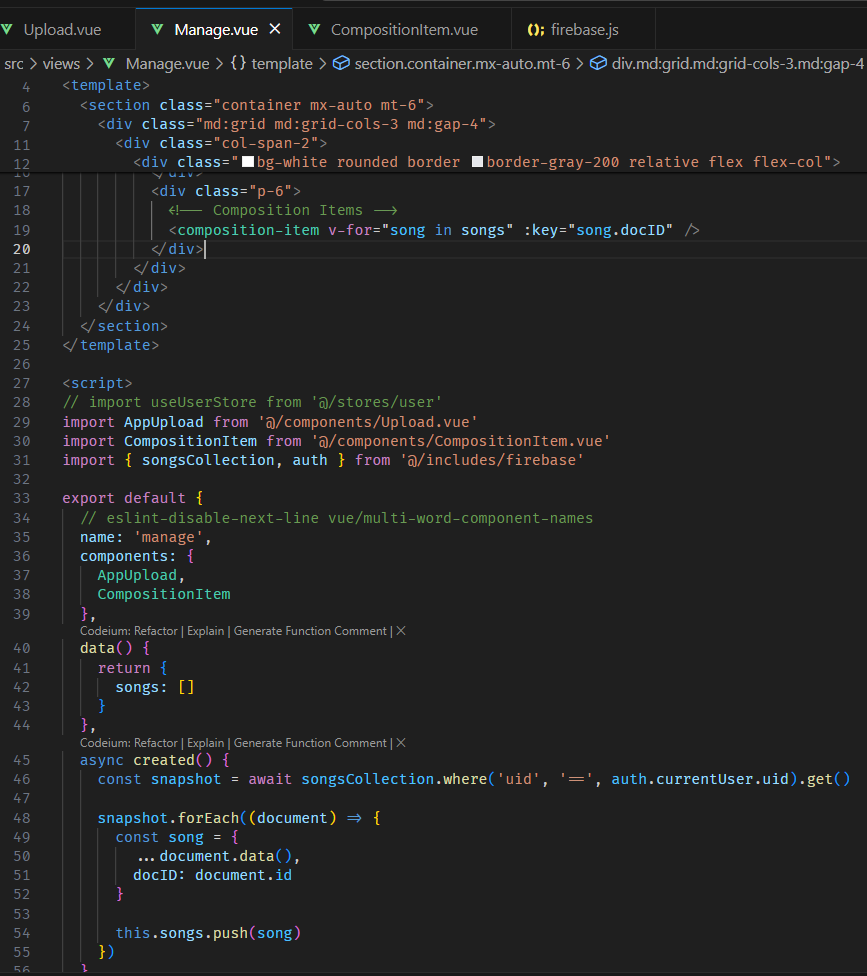 Upload.vue Manage.vue CompositionItem.vue firebase.js
src > views > Manage.vue > {} template > section.container.mx-auto.mt-6 > div.md:grid.md:grid-cols-3.md:gap-4
4 <template>
6 <section class="container mx-auto mt-6">
7 <div class="md:grid md:grid-cols-3 md:gap-4">
11 <div class="col-span-2">
12 <div class="bg-white rounded border border-gray-200 relative flex flex-col">
16 </div>
17 <div class="p-6">
18 <!-- Composition Items -->
19 <composition-item v-for="song in songs" :key="song.docID" />
20 </div>
21 </div>
22 </div>
23 </div>
24 </section>
25 </template>
26
27 <script>
28 // import useUserStore from '@/stores/user'
29 import AppUpload from '@/components/Upload.vue'
30 import CompositionItem from '@/components/CompositionItem.vue'
31 import { songsCollection, auth } from '@/includes/firebase'
32
33 export default {
34 // eslint-disable-next-line vue/multi-word-component-names
35 name: 'manage',
36 components: {
37 AppUpload,
38 CompositionItem
39 },
Codeium: Refactor | Explain | Generate Function Comment | X
40 data() {
41 return {
42 songs: []
43 }
44 },
Codeium: Refactor | Explain | Generate Function Comment | X
45 async created() {
46 const snapshot = await songsCollection.where('uid', '==', auth.currentUser.uid).get()
47
48 snapshot.forEach((document) => {
49 const song = {
50 ...document.data(),
51 docID: document.id
52 }
53
54 this.songs.push(song)
55 })
56 }